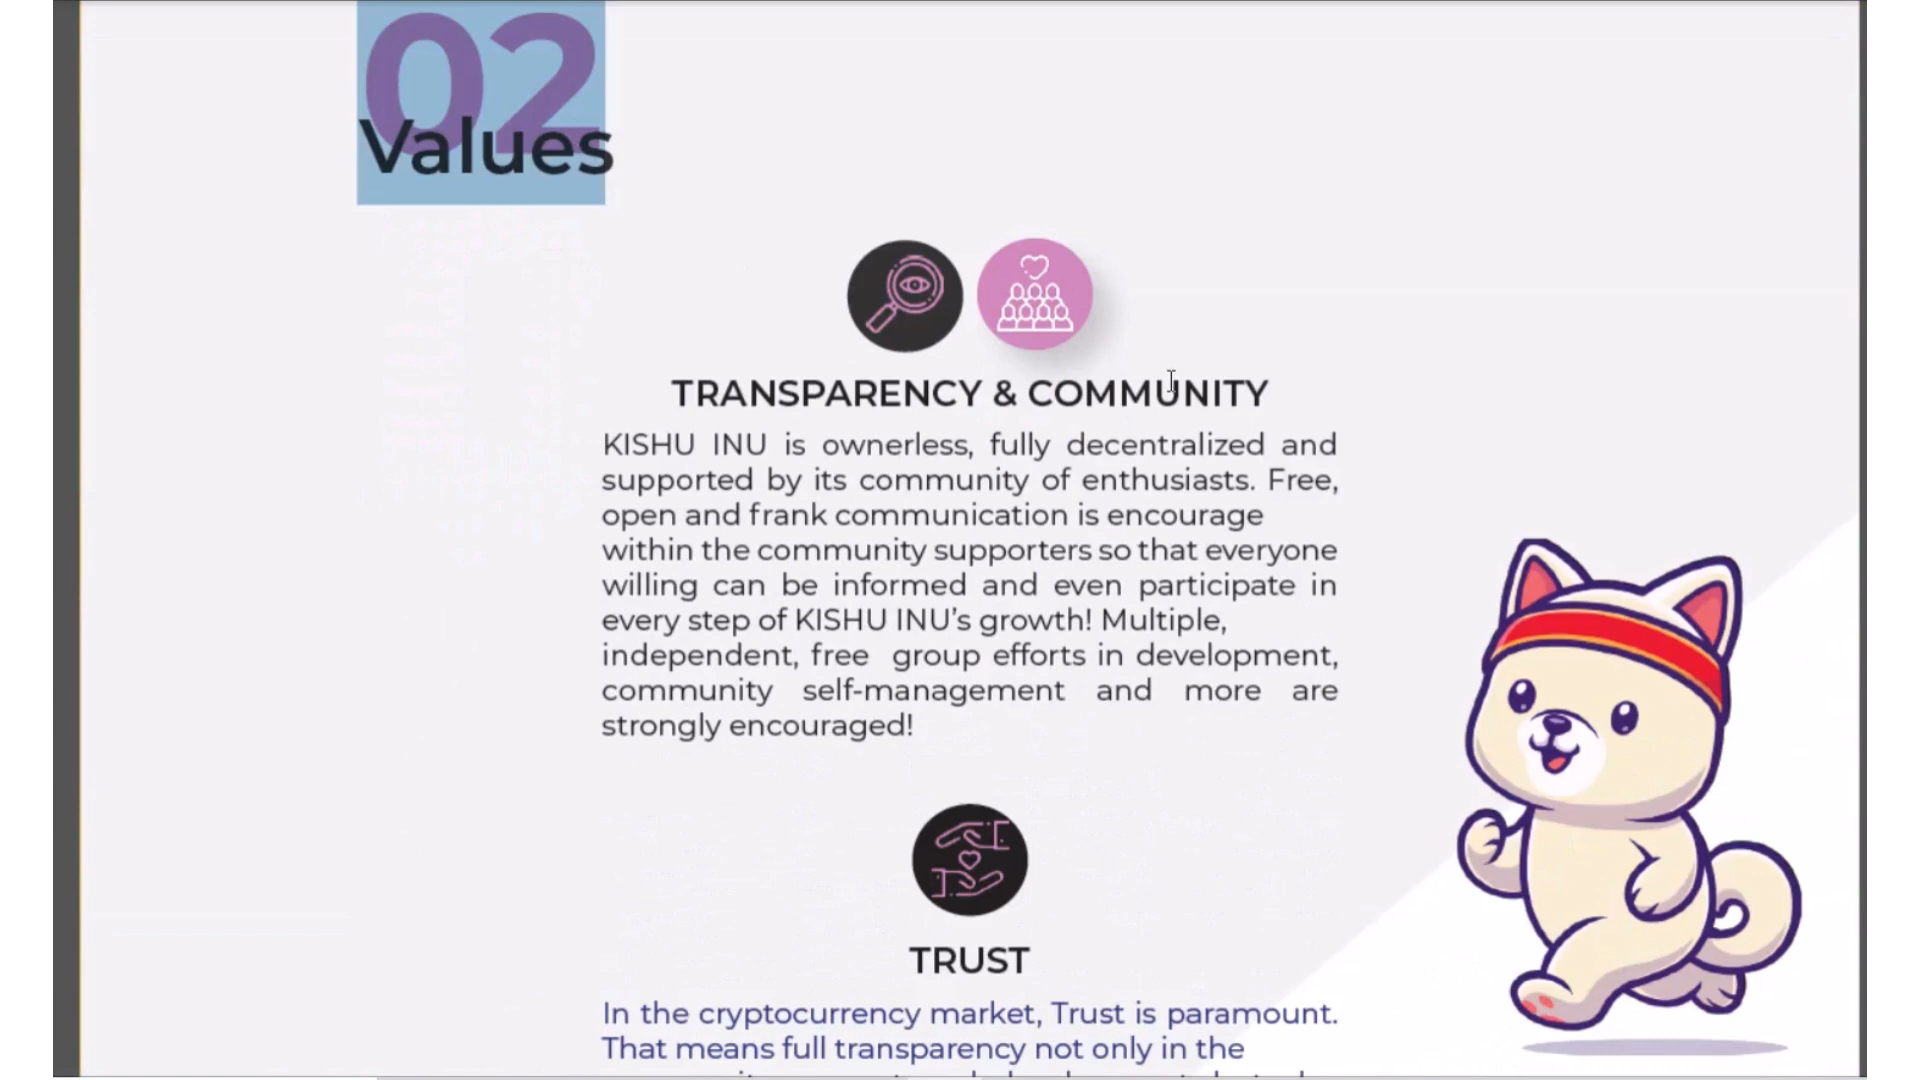 02
Values
TRANSPARENCY & COMMUNITY
KISHU INU is ownerless, fully decentralized and
supported by its community of enthusiasts. Free,
open and frank communication is encourage
within the community supporters so that everyone
willing can be informed and even participate in
every step of KISHU INU’s growth! Multiple,
independent, free group efforts in development,
community self-management and more are
strongly encouraged!
TRUST
In the cryptocurrency market, Trust is paramount.
That means full transparency not only in the